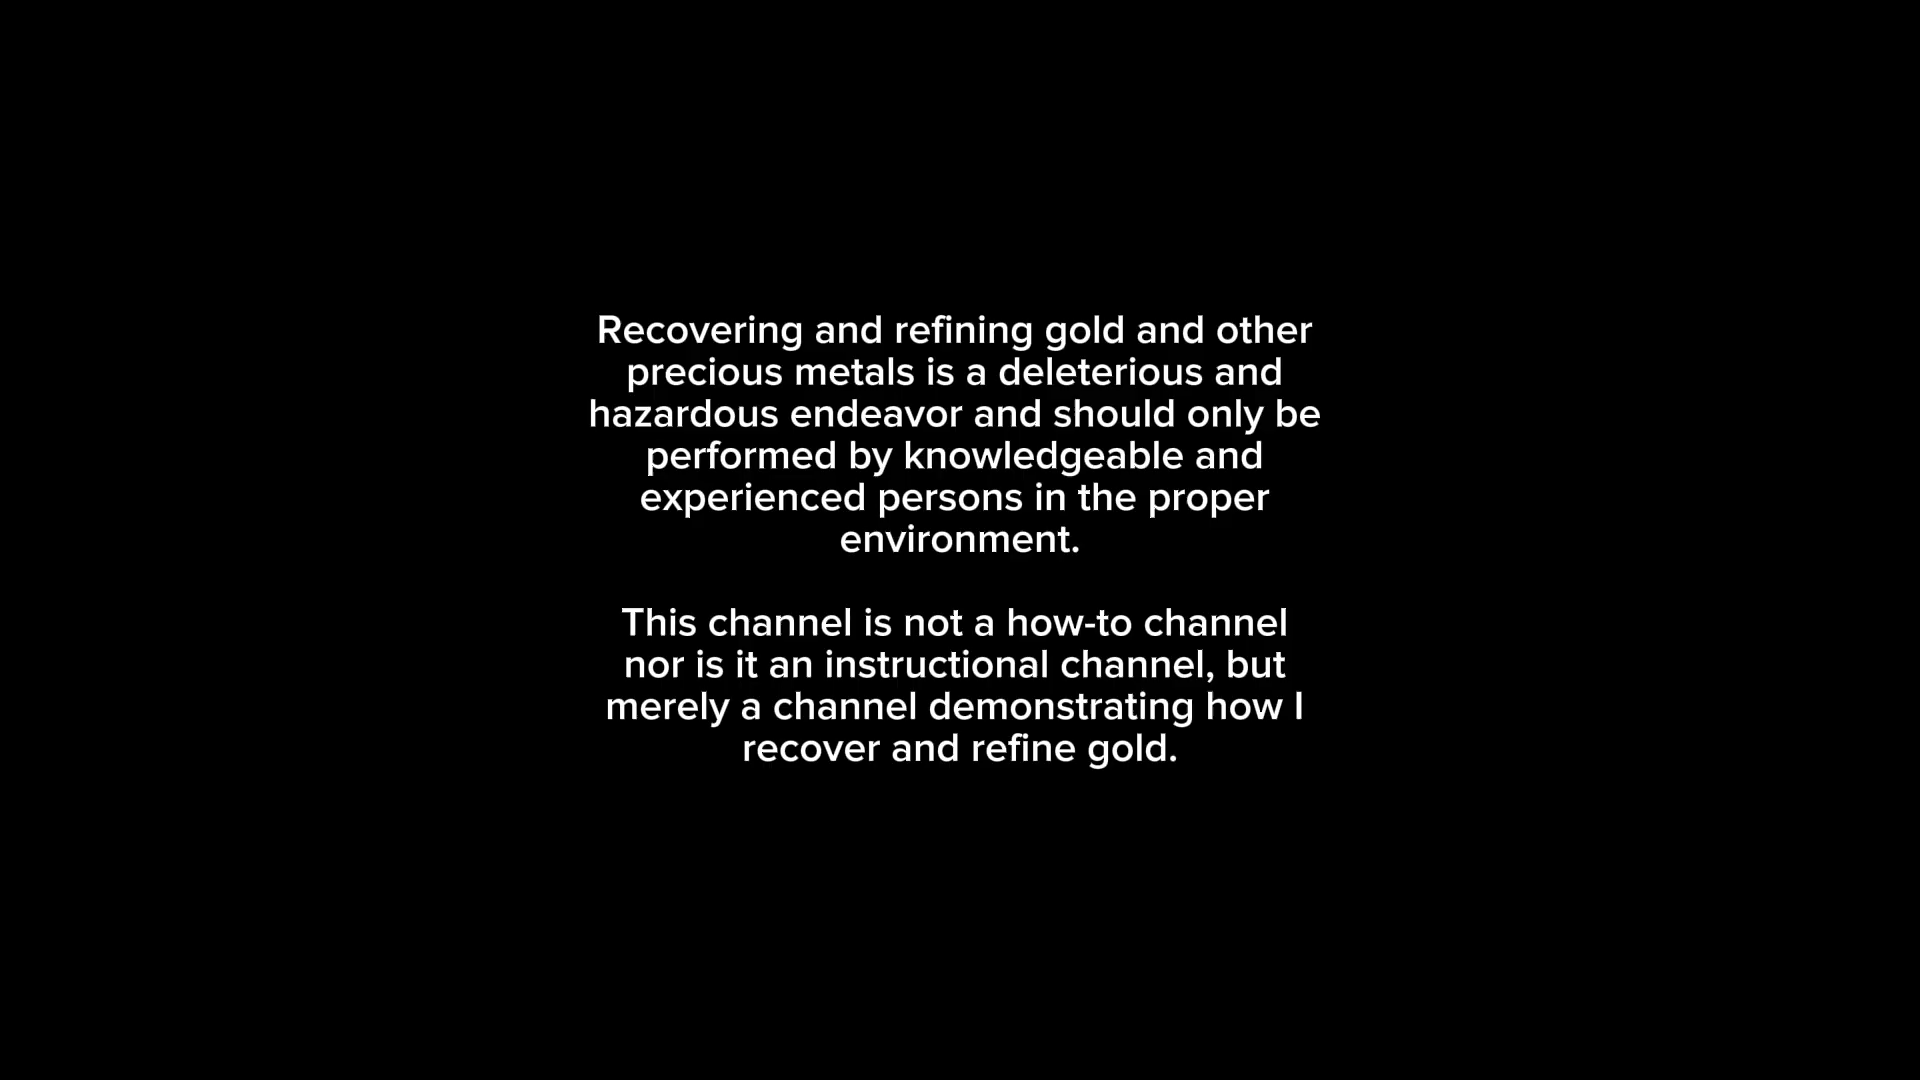 Recovering and refining gold and other
precious metals is a deleterious and
hazardous endeavor and should only be
performed by knowledgeable and
experienced persons in the proper
environment.
This channel is not a how-to channel
nor is it an instructional channel, but
merely a channel demonstrating how I
recover and refine gold.